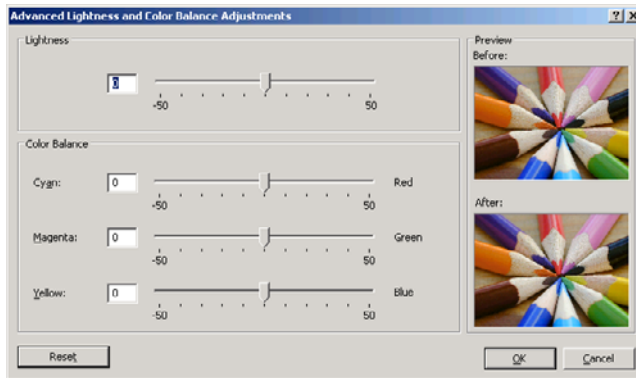 Advanced Lightness and Color Balance Adjustments
Lightness
0
-50 50
Color Balance
Cyan: 0 Red
-50 50
Magenta: 0 Green
-50 50
Yellow: 0 Blue
-50 50
Preview
Before:
After:
Reset
OK Cancel